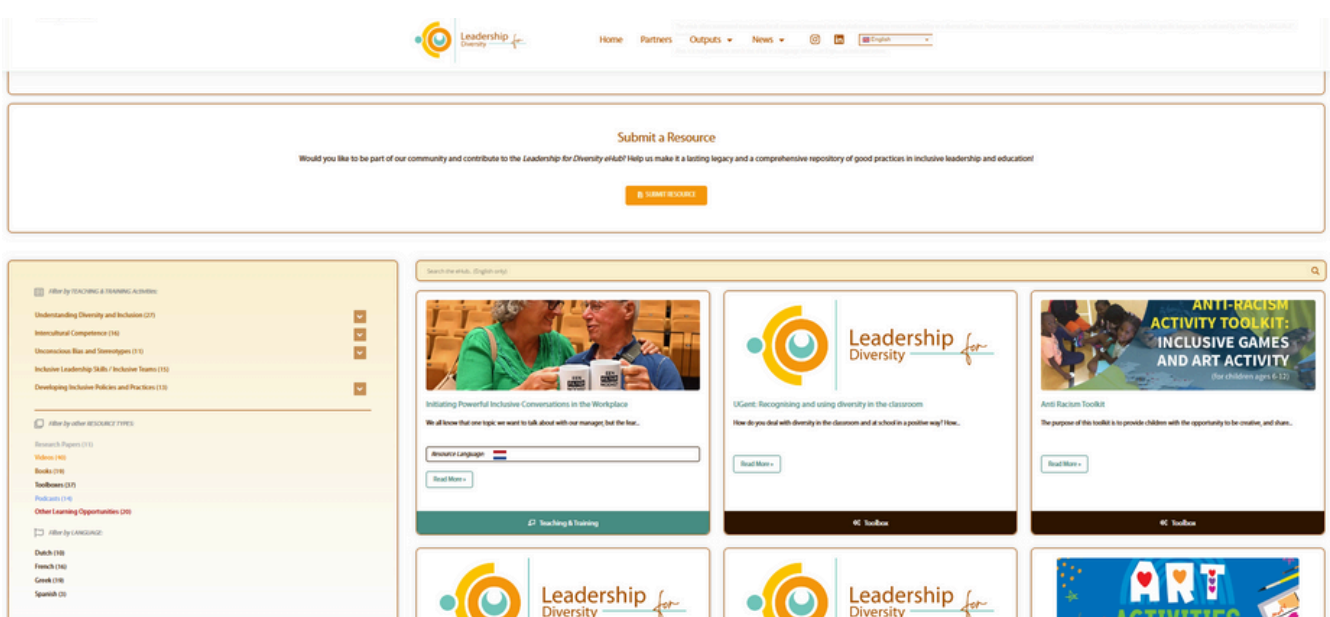 Leadership for
Diversity
Home Partners Outputs News English
Submit a Resource
Would you like to be part of our community and contribute to the Leadership for Diversity eHub? Help us make it a lasting legacy and a comprehensive repository of good practices in inclusive leadership and education!
SUBMIT RESOURCE
Filter by TEACHING & TRAINING Activities:
Understanding Diversity and Inclusion (27)
Intercultural Competence (16)
Unconscious Bias and Stereotypes (11)
Inclusive Leadership Skills / Inclusive Teams (15)
Developing Inclusive Policies and Practices (13)
Filter by other RESOURCE TYPES:
Research Papers (11)
Videos (40)
Books (19)
Toolboxes (37)
Podcasts (14)
Other Learning Opportunities (20)
Filter by LANGUAGE:
Dutch (10)
French (16)
Greek (19)
Spanish (3)
Search the eHub... (English only)
Initiating Powerful Inclusive Conversations in the Workplace
We all know that one topic we want to talk about with our manager, but the fear...
Resource Language:
Read More »
Teaching & Training
Leadership for
Diversity
UGent: Recognising and using diversity in the classroom
How do you deal with diversity in the classroom and at school in a positive way? How...
Read More »
Toolbox
ANTI-RACISM
ACTIVITY TOOLKIT:
INCLUSIVE GAMES
AND ART ACTIVITY
(for children ages 6-12)
Anti Racism Toolkit
The purpose of this toolkit is to provide children with the opportunity to be creative, and share...
Read More »
Toolbox
Leadership for
Diversity
Leadership for
Diversity
ART
ACTIVITIES